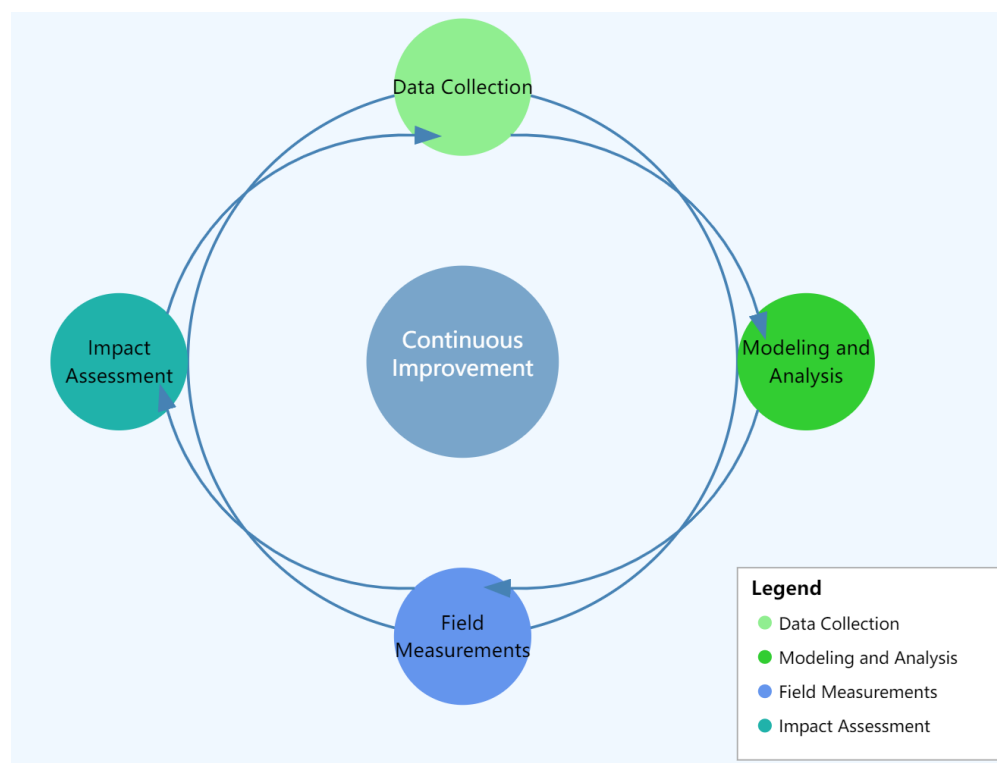 Data Collection
Continuous
Improvement
Impact
Assessment
Modeling and
Analysis
Field
Measurements
Legend
Data Collection
Modeling and Analysis
Field Measurements
Impact Assessment